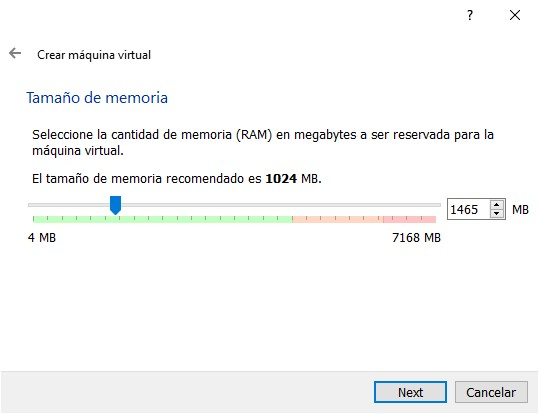 ?
Crear máquina virtual
Tamaño de memoria
Seleccione la cantidad de memoria (RAM) en megabytes a ser reservada para la
máquina virtual.
El tamaño de memoria recomendado es 1024 MB.
1465 MB
4 MB 7168 MB
Next Cancelar